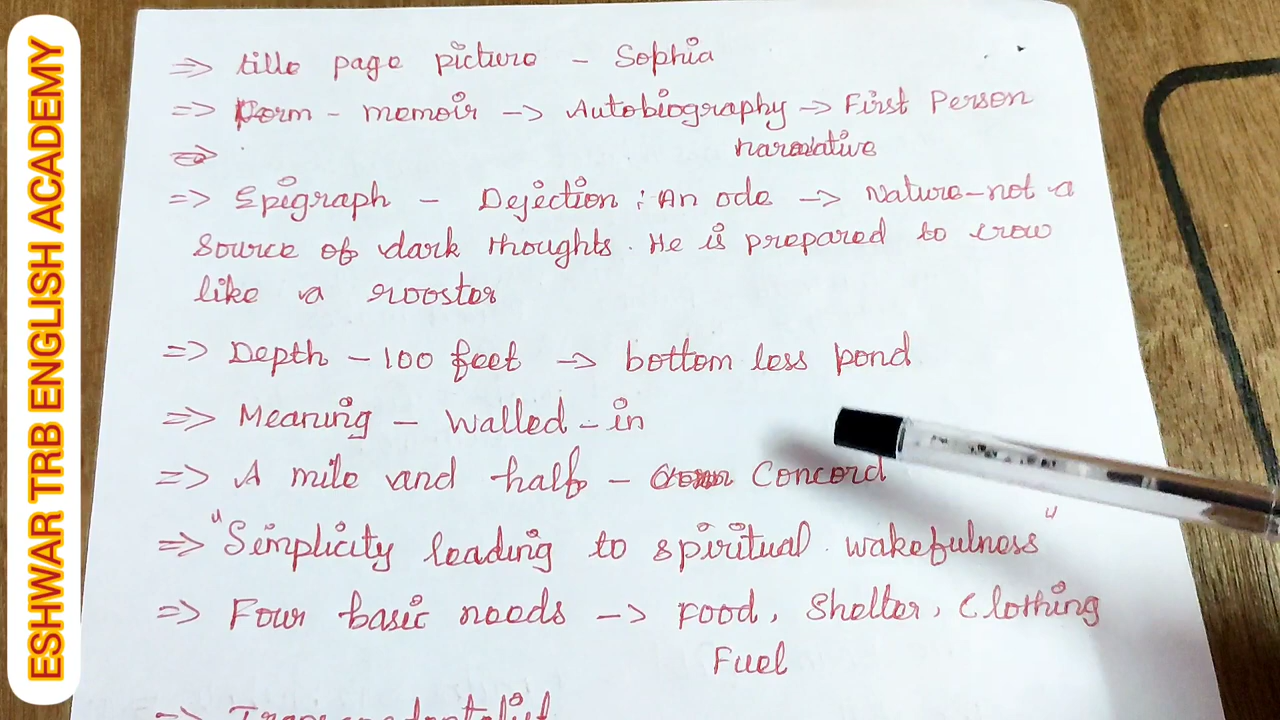 ESHWAR TRB ENGLISH ACADEMY
=> title page picture - Sophia
=> Form - memoir -> Autobiography -> First Person
narrative
=>
=> Epigraph - Dejection : An ode -> Nature-not a
source of dark thoughts. He is prepared to crow
like a rooster
=> Depth - 100 feet -> bottom less pond
=> Meaning - Walled-in
=> A mile and half - Concord
=> "Simplicity leading to spiritual wakefulness"
=> Four basic needs -> Food, Shelter, Clothing
Fuel